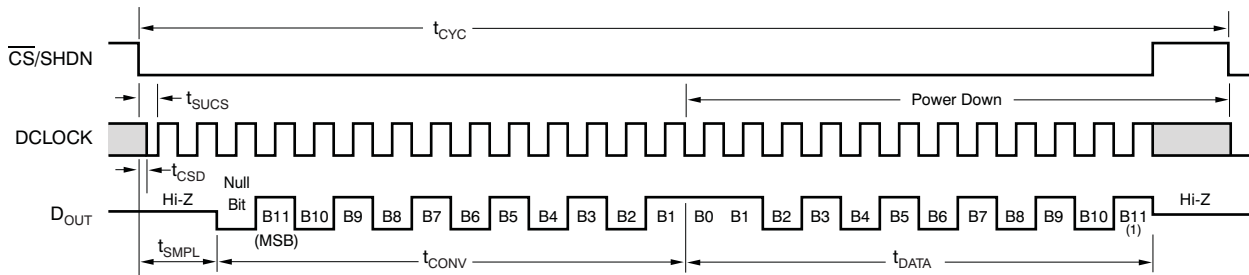 tCYC
CS/SHDN
tSUCS
Power Down
DCLOCK
tCSD
Hi-Z
Null
Bit
Hi-Z
DOUT
B11 B10 B9 B8 B7 B6 B5 B4 B3 B2 B1 B0 B1 B2 B3 B4 B5 B6 B7 B8 B9 B10 B11
(MSB)
(1)
tSMPL
tCONV
tDATA